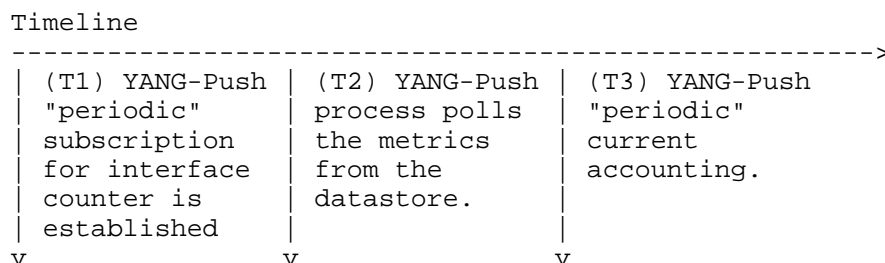 Timeline
------------------------------------------------------->
| (T1) YANG-Push | (T2) YANG-Push | (T3) YANG-Push
| "periodic"     | process polls  | "periodic"
| subscription   | the metrics    | current
| for interface  | from the       | accounting.
| counter is     | datastore.     |
| established    |                |
V                V                V